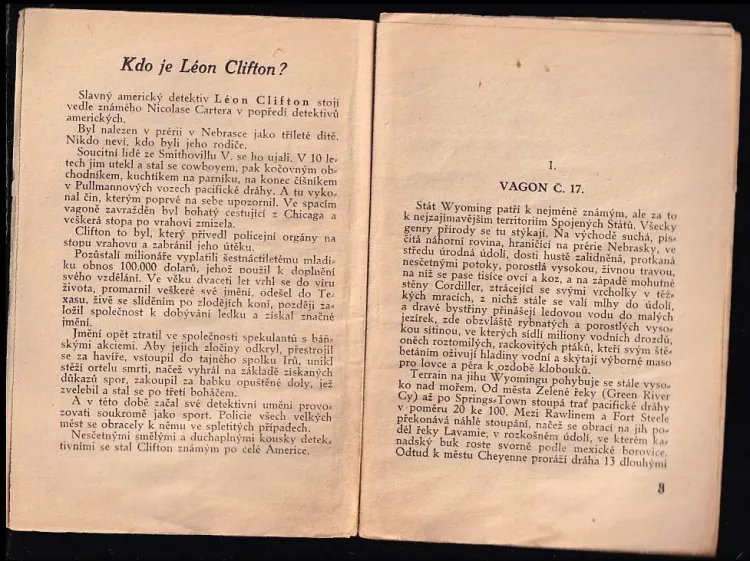 Kdo je Léon Clifton?
Slavný americký detektiv Léon Clifton stojí
vedle známého Nicolase Cartera v popředí detektivů
amerických.
Byl nalezen v prérii v Nebrasce jako tříleté dítě.
Nikdo neví, kdo byli jeho rodiče.
Soucitní lidé ze Smithovillu V. se ho ujali. V 10 le-
tech jim utekl a stal se cowboyem, pak kočovným ob-
chodníkem, kuchtíkem na parníku, na konec číšníkem
v Pullmannových vozech pacifické dráhy. A tu vyko-
nal čin, kterým poprvé na sebe upozornil. Ve spacím
vagoně zavražděn byl bohatý cestující z Chicaga a
veškerá stopa po vrahovi zmizela.
Clifton to byl, který přivedl policejní orgány na
stopu vrahovu a zabránil jeho útěku.
Pozůstalí milionáře vyplatili šestnáctiletému mladi-
ku obnos 100.000 dolarů, jehož použil k doplnění
svého vzdělání. Ve věku dvaceti let vrhl se do víru
života, promarnil veškeré své jmění, odešel do Te-
xasu, živě se slíděním po zlodějích koní, později za-
ložil společnost k dobývání ledku a získal značné
jmění.
Jmění opět ztratil ve společnosti spekulantů s báň-
skými akciemi. Aby jejich zločiny odkryl, přestrojil
se za havíře, vstoupil do tajného spolku Irů, unikl
stěží ortelu smrti, načež vyhrál na základě získaných
důkazů spor, zakoupil za babku opuštěné doly, jež
zvelebil a stal se po třetí boháčem.
A v této době začal své detektivní umění provo-
zovati soukromě jako sport. Policie všech velkých
měst se obracely k němu ve spletitých případech.
Nesčetnými smělými a duchaplnými kousky detek-
tivními se stal Clifton známým po celé Americe.
I.
VAGON Č. 17.
Stát Wyoming patří k nejméně známým, ale za to
k nejzajímavějším territoriím Spojených Států. Všecky
genry přírody se tu stýkají. Na východě suchá, pís-
čitá náhorní rovina, hraničící na prérie Nebrasky, ve
středu úrodná údolí, dosti hustě zalidněná, protkaná
nesčetnými potoky, porostlá vysokou, živnou travou,
na níž se pase tisíce ovcí a koz, a na západě mohutné
stěny Cordiller, ztrácející se svými vrcholky v těž-
kých mracích, z nichž stále se valí mlhy do údolí,
a dravé bystřiny přinášejí ledovou vodu do malých
jezírek, zde obzvláště rybnatých a porostlých vyso-
kou sítinou, ve kterých sídlí miliony vodních drozdů,
oněch roztomilých, rackovitých ptáků, kteří svým ště-
betáním oživují hladiny vodní a skýtají výborné maso
pro lovce a péra k ozdobě klobouků.
Terrain na jihu Wyomingu pohybuje se stále vyso-
ko nad mořem. Od města Zelené řeky (Green River
Cy) až po Springs-Town stoupá trať pacifické dráhy
v poměru 20 ke 100. Mezi Rawlinem a Fort Steele
překonává náhlé stoupání, načež se obrací na jih po-
děl řeky Lavamie, v rozkošném údolí, ve kterém ka-
nadský buk roste svorně podle mexické borovice.
Odtud k městu Cheyenne proráží dráha 13 dlouhými
3